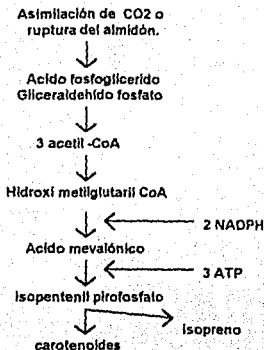 Asimilación de CO2 o
ruptura del almidón.
Acido fosfoglicerido
Gliceraldehido fosfato
3 acetil -CoA
Hidroxi metilglutaril CoA
2 NADPH
Acido mevalónico
3 ATP
Isopentenil pirofosfato
Isopreno
carotenoides